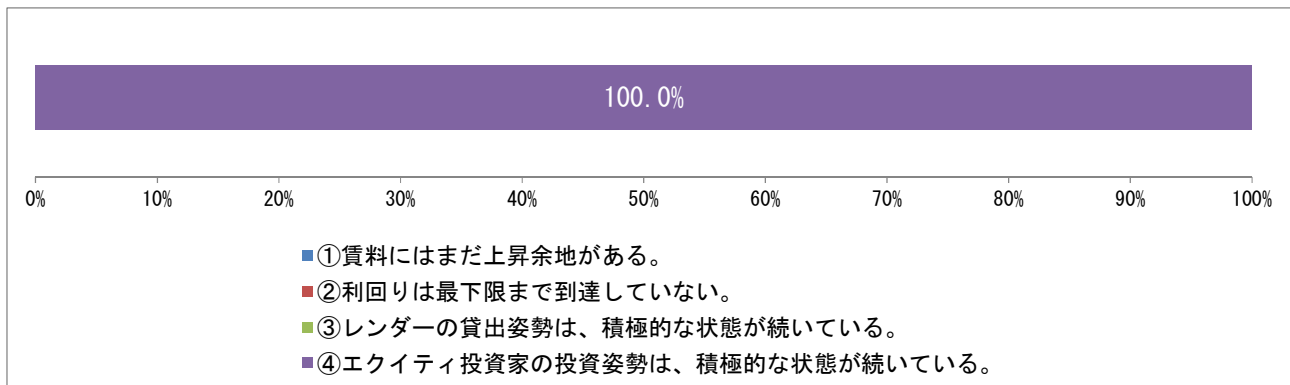 100.0%
0% 10% 20% 30% 40% 50% 60% 70% 80% 90% 100%
①賃料にはまだ上昇余地がある。
②利回りは最下限まで到達していない。
③レンダーの貸出姿勢は、積極的な状態が続いている。
④エクイティ投資家の投資姿勢は、積極的な状態が続いている。